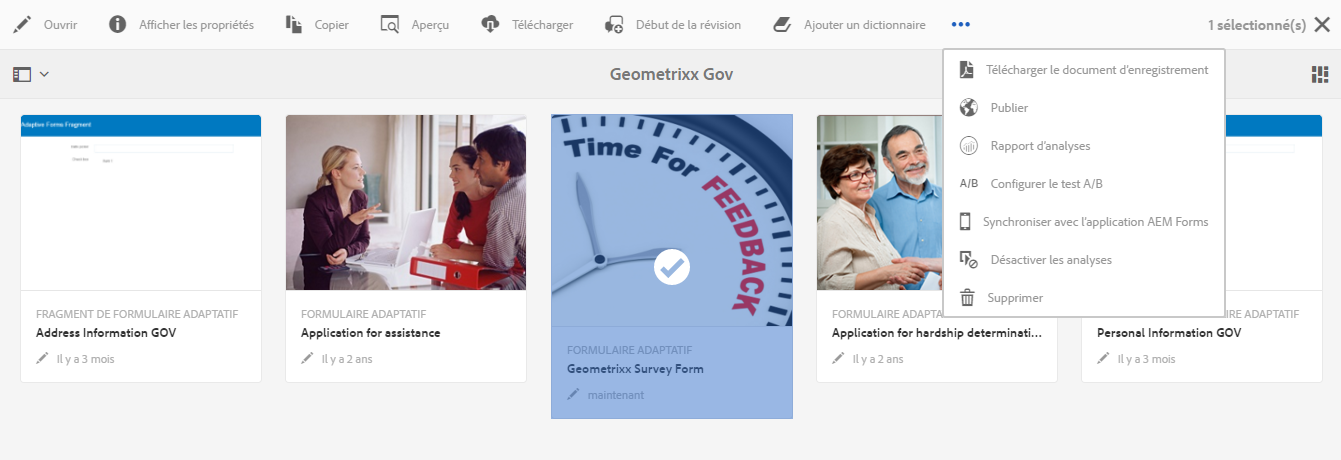 Ouvrir
Afficher les propriétés
Copier
Aperçu
Télécharger
Début de la révision
Ajouter un dictionnaire
1 sélectionné(s)
Geometrixx Gov
Télécharger le document d'enregistrement
Publier
Rapport d'analyses
A/B Configurer le test A/B
Synchroniser avec l'application AEM Forms
Désactiver les analyses
Supprimer
Adaptive Forms Fragment
FRAGMENT DE FORMULAIRE ADAPTATIF
Address Information GOV
Il y a 3 mois
FORMULAIRE ADAPTATIF
Application for assistance
Il y a 2 ans
Time For
FEEDBACK
FORMULAIRE ADAPTATIF
Geometrixx Survey Form
maintenant
FORMULAIRE ADAPTATIF
Application for hardship determinati...
Il y a 2 ans
FORMULAIRE ADAPTATIF
Personal Information GOV
Il y a 3 mois